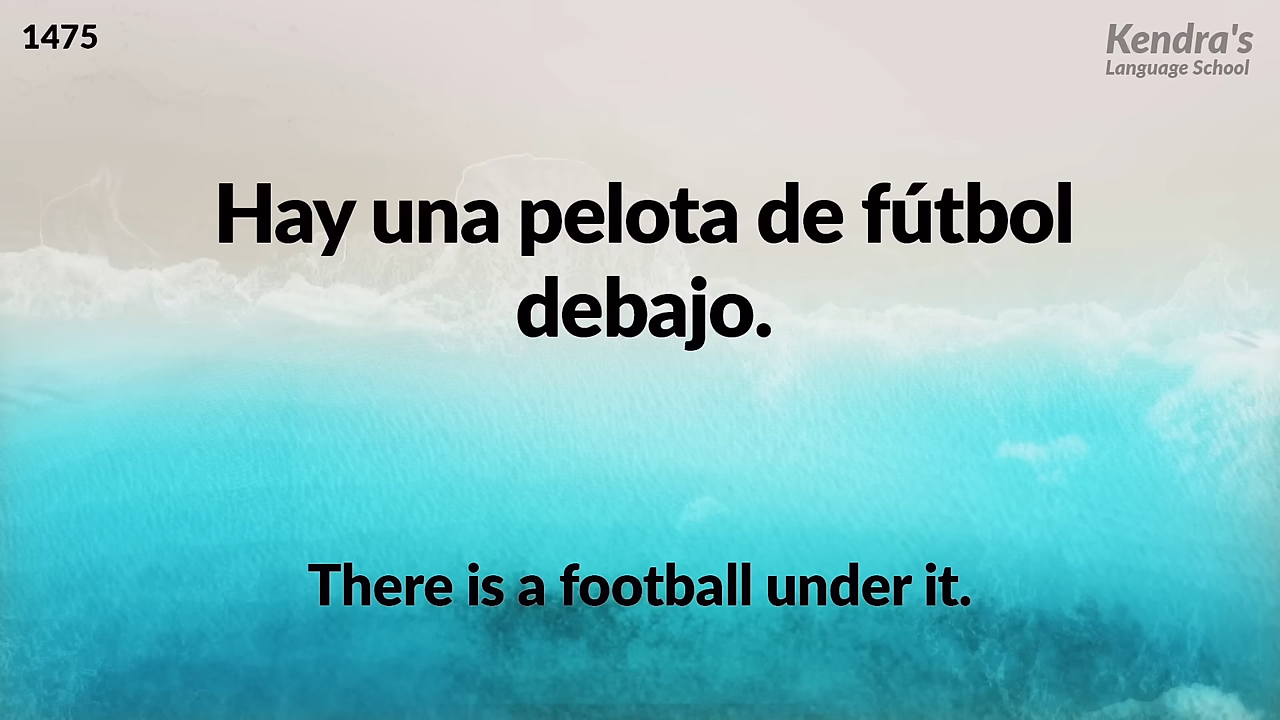 1475
Kendra's
Language School
Hay una pelota de fútbol
debajo.
There is a football under it.